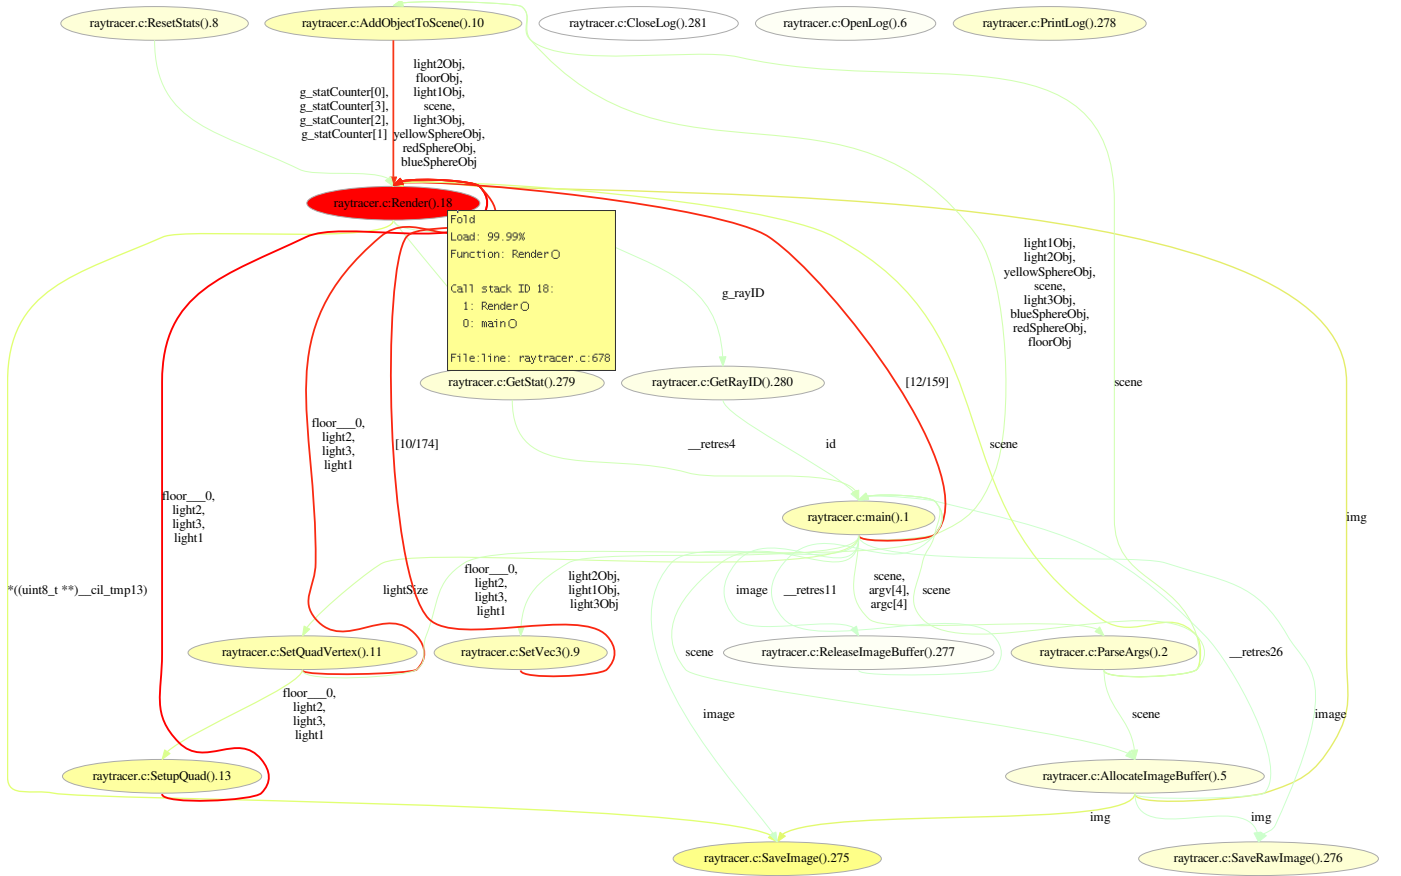 raytracer.c:ResetStats().8
raytracer.c:AddObjectToScene().10
raytracer.c:CloseLog().281
raytracer.c:OpenLog().6
raytracer.c:PrintLog().278
g_statCounter[0],
g_statCounter[3],
g_statCounter[2],
g_statCounter[1]
light2Obj,
floorObj,
light1Obj,
scene,
light3Obj,
yellowSphereObj,
redSphereObj,
blueSphereObj
raytracer.c:Render().18
Fold
Load: 99.99%
Function: Render()
Call stack ID 18:
1: Render()
0: main()
File:line: raytracer.c:678
g_rayID
light1Obj,
light2Obj,
yellowSphereObj,
scene,
light3Obj,
blueSphereObj,
redSphereObj,
floorObj
raytracer.c:GetStat().279
raytracer.c:GetRayID().280
[12/159]
scene
floor___0,
light2,
light3,
light1
[10/174]
__retres4
id
scene
floor___0,
light2,
light3,
light1
raytracer.c:main().1
img
*((uint8_t **)__cil_tmp13)
lightSize
floor___0,
light2,
light3,
light1
light2Obj,
light1Obj,
light3Obj
image
__retres11
scene,
argv[4],
argc[4]
scene
raytracer.c:SetQuadVertex().11
raytracer.c:SetVec3().9
scene
raytracer.c:ReleaseImageBuffer().277
raytracer.c:ParseArgs().2
__retres26
floor___0,
light2,
light3,
light1
image
scene
image
raytracer.c:SetupQuad().13
raytracer.c:AllocateImageBuffer().5
img
img
raytracer.c:SaveImage().275
raytracer.c:SaveRawImage().276